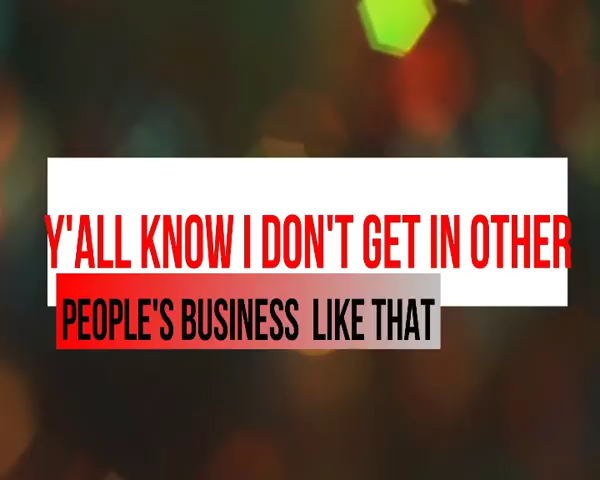 Y'ALL KNOW I DON'T GET IN OTHER
PEOPLE'S BUSINESS LIKE THAT